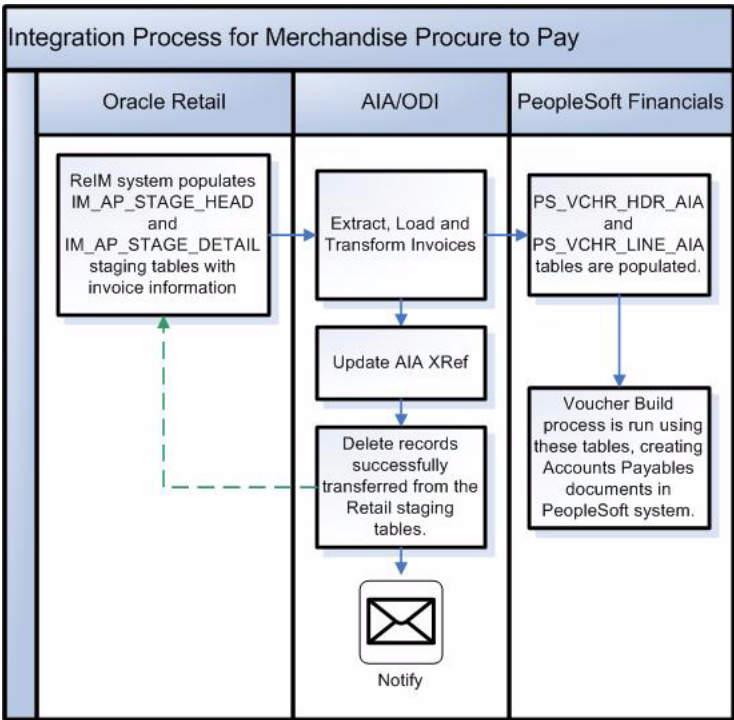 Integration Process for Merchandise Procure to Pay
Oracle Retail
AIA/ODI
PeopleSoft Financials
ReIM system populates
IM_AP_STAGE_HEAD
and
IM_AP_STAGE_DETAIL
staging tables with
invoice information
Extract, Load and
Transform Invoices
PS_VCHR_HDR_AIA
and
PS_VCHR_LINE_AIA
tables are populated.
Update AIA XRef
Delete records
successfully
transferred from the
Retail staging
tables.
Voucher Build
process is run using
these tables, creating
Accounts Payables
documents in
PeopleSoft system.
Notify